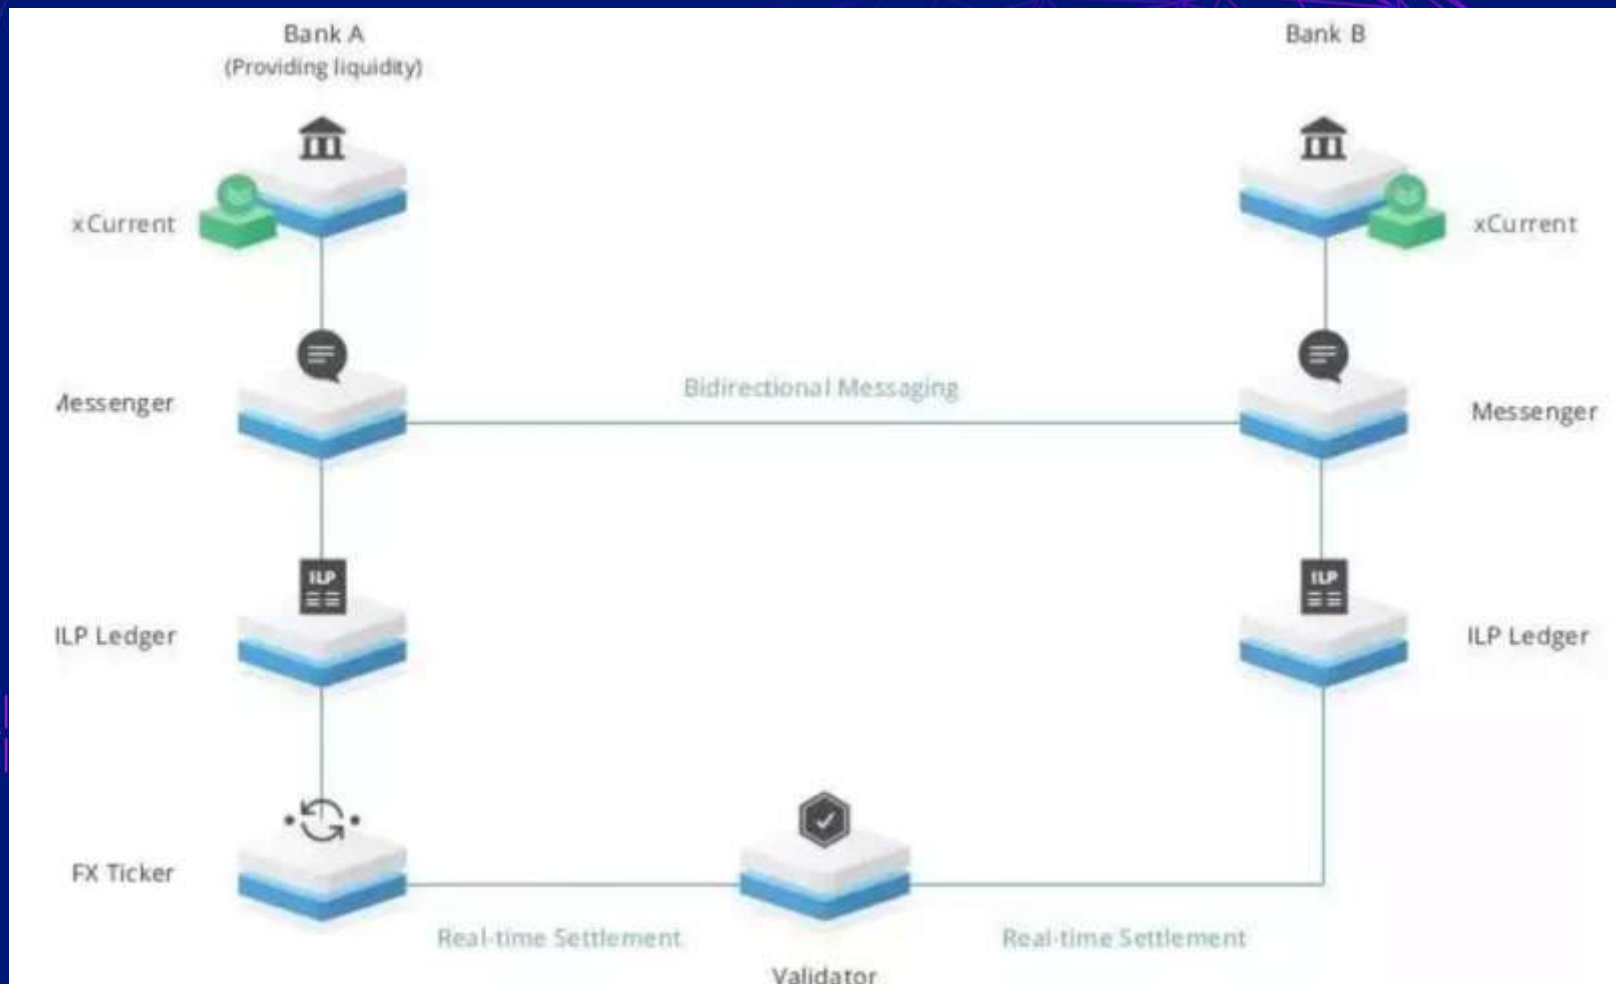 Bank A
(Providing liquidity)
Bank B
xCurrent
xCurrent
Messenger
Bidirectional Messaging
Messenger
ILP
ILP
ILP Ledger
ILP Ledger
FX Ticker
Real-time Settlement
Real-time Settlement
Validator